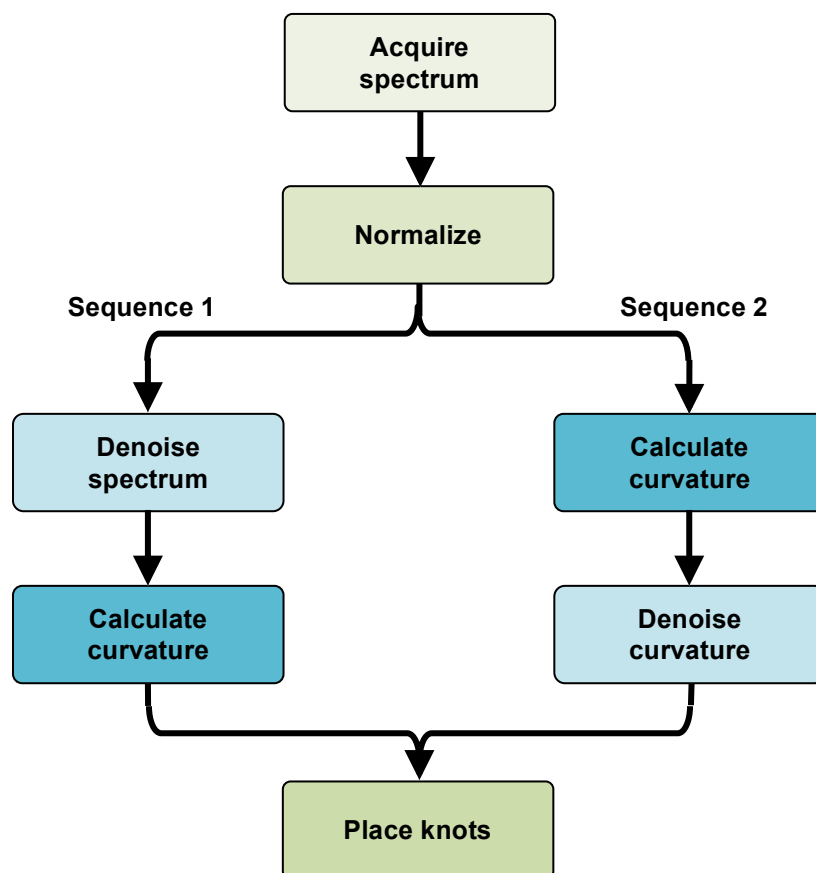 Acquire
spectrum
Normalize
Sequence 1
Sequence 2
Denoise
spectrum
Calculate
curvature
Calculate
curvature
Denoise
curvature
Place knots